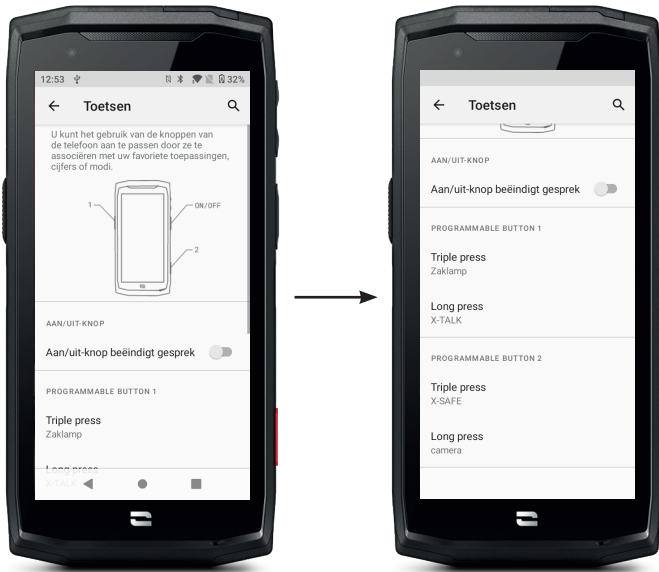 12:53 32%
Toetsen
U kunt het gebruik van de knoppen van
de telefoon aan te passen door ze te
associëren met uw favoriete toepassingen,
cijfers of modi.
1
ON/OFF
2
AAN/UIT-KNOP
Aan/uit-knop beëindigt gesprek
PROGRAMMABLE BUTTON 1
Triple press
Zaklamp
Long press
X-TALK
Toetsen
AAN/UIT-KNOP
Aan/uit-knop beëindigt gesprek
PROGRAMMABLE BUTTON 1
Triple press
Zaklamp
Long press
X-TALK
PROGRAMMABLE BUTTON 2
Triple press
X-SAFE
Long press
camera